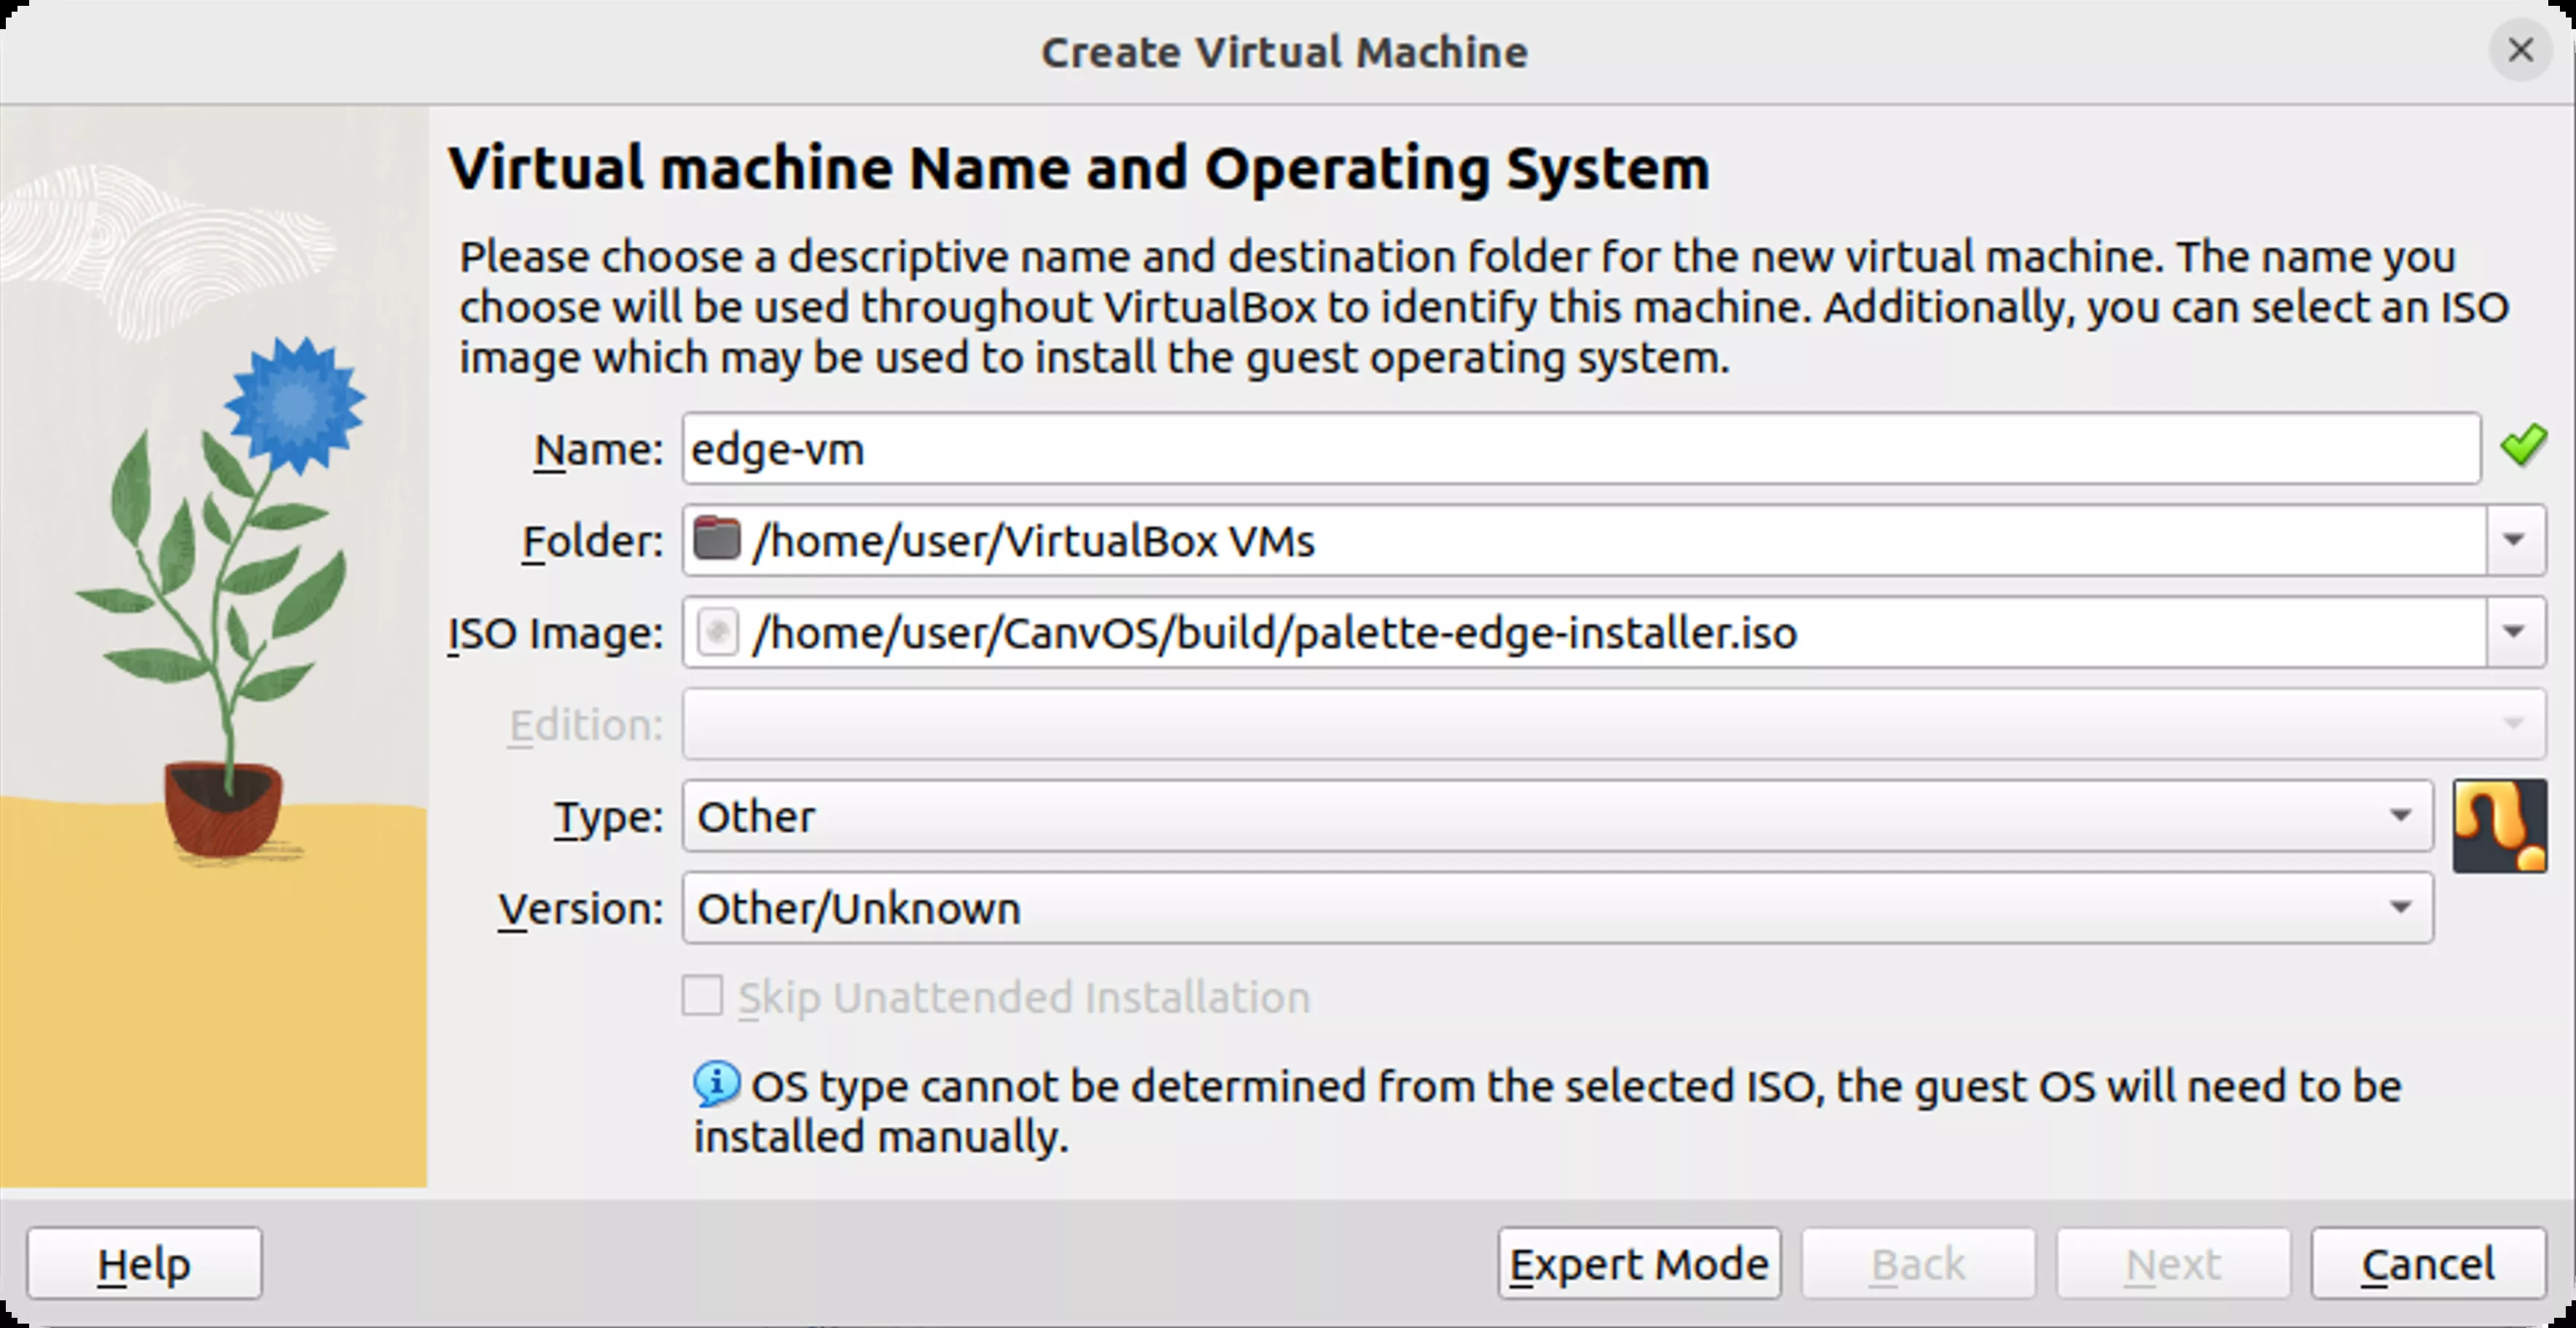 Create Virtual Machine
Virtual machine Name and Operating System
Please choose a descriptive name and destination folder for the new virtual machine. The name you
choose will be used throughout VirtualBox to identify this machine. Additionally, you can select an ISO
image which may be used to install the guest operating system.
Name: edge-vm
Folder: /home/user/VirtualBox VMs
ISO Image: /home/user/CanvOS/build/palette-edge-installer.iso
Edition:
Type: Other
Version: Other/Unknown
Skip Unattended Installation
OS type cannot be determined from the selected ISO, the guest OS will need to be
installed manually.
Help Expert Mode Back Next Cancel